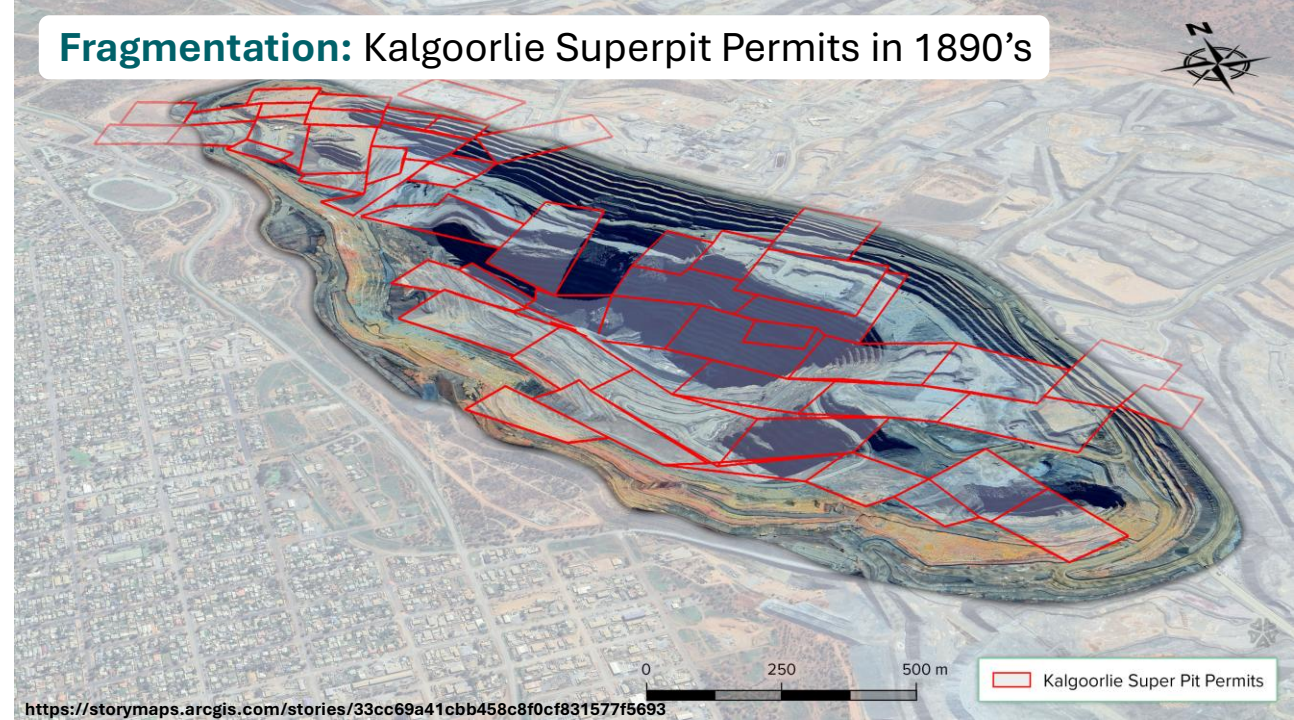 Fragmentation: Kalgoorlie Superpit Permits in 1890’s
N
0 250 500 m
Kalgoorlie Super Pit Permits
https://storymaps.arcgis.com/stories/33cc69a41cbb458c8f0cf831577f5693